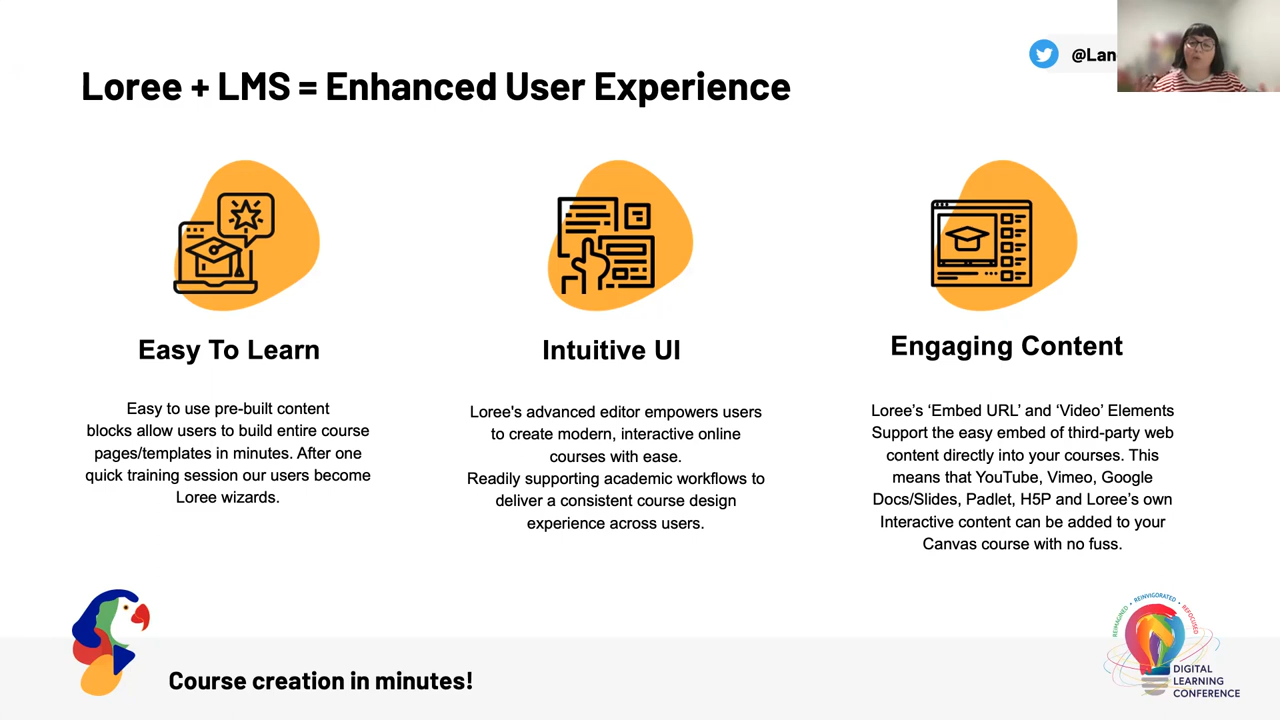 @Lan
Loree + LMS = Enhanced User Experience
Easy To Learn
Easy to use pre-built content
blocks allow users to build entire course
pages/templates in minutes. After one
quick training session our users become
Loree wizards.
Intuitive UI
Loree's advanced editor empowers users
to create modern, interactive online
courses with ease.
Readily supporting academic workflows to
deliver a consistent course design
experience across users.
Engaging Content
Loree’s ‘Embed URL’ and ‘Video’ Elements
Support the easy embed of third-party web
content directly into your courses. This
means that YouTube, Vimeo, Google
Docs/Slides, Padlet, H5P and Loree’s own
Interactive content can be added to your
Canvas course with no fuss.
Course creation in minutes!
REIMAGINED • REINVIGORATED • REFOCUSED
DIGITAL
LEARNING
CONFERENCE